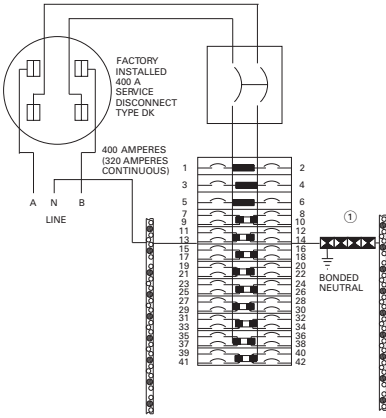 FACTORY
INSTALLED
400 A
SERVICE
DISCONNECT
TYPE DK
400 AMPERES
(320 AMPERES
CONTINUOUS)
A N B
LINE
1 2
3 4
5 6
7 8
9 10
11 12
13 14
15 16
17 18
19 20
21 22
23 24
25 26
27 28
29 30
31 32
33 34
35 36
37 38
39 40
41 42
1
BONDED
NEUTRAL